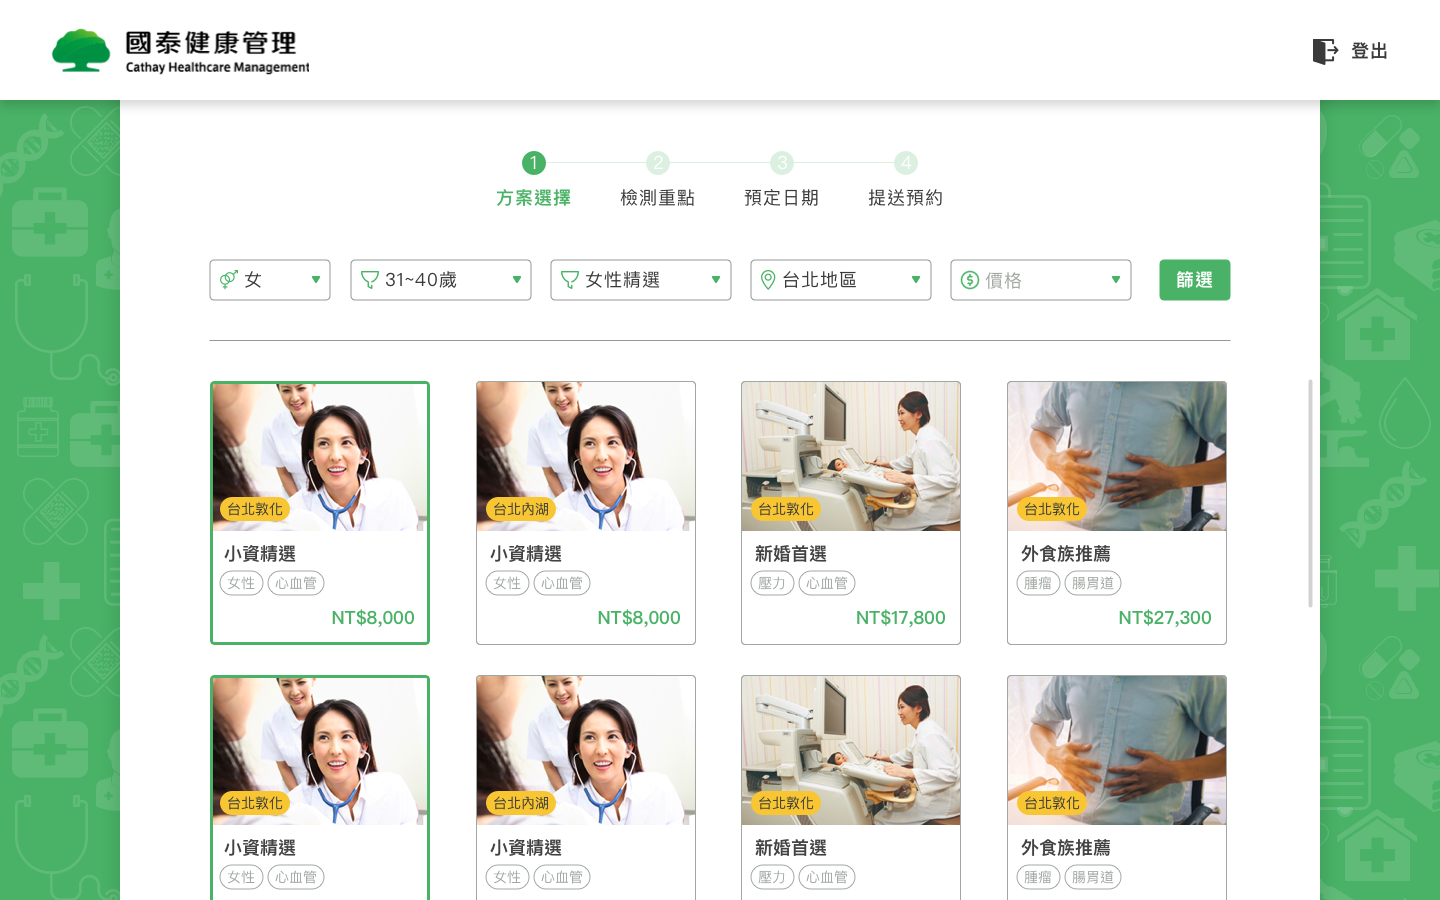 國泰健康管理
Cathay Healthcare Management
登出
1 2 3 4
方案選擇 檢測重點 預定日期 提送預約
女 31~40歲 女性精選 台北地區 價格 篩選
台北敦化 台北內湖 台北敦化 台北敦化
小資精選 小資精選 新婚首選 外食族推薦
女性 心血管 女性 心血管 壓力 心血管 腫瘤 腸胃道
NT$8,000 NT$8,000 NT$17,800 NT$27,300
台北敦化 台北內湖 台北敦化 台北敦化
小資精選 小資精選 新婚首選 外食族推薦
女性 心血管 女性 心血管 壓力 心血管 腫瘤 腸胃道